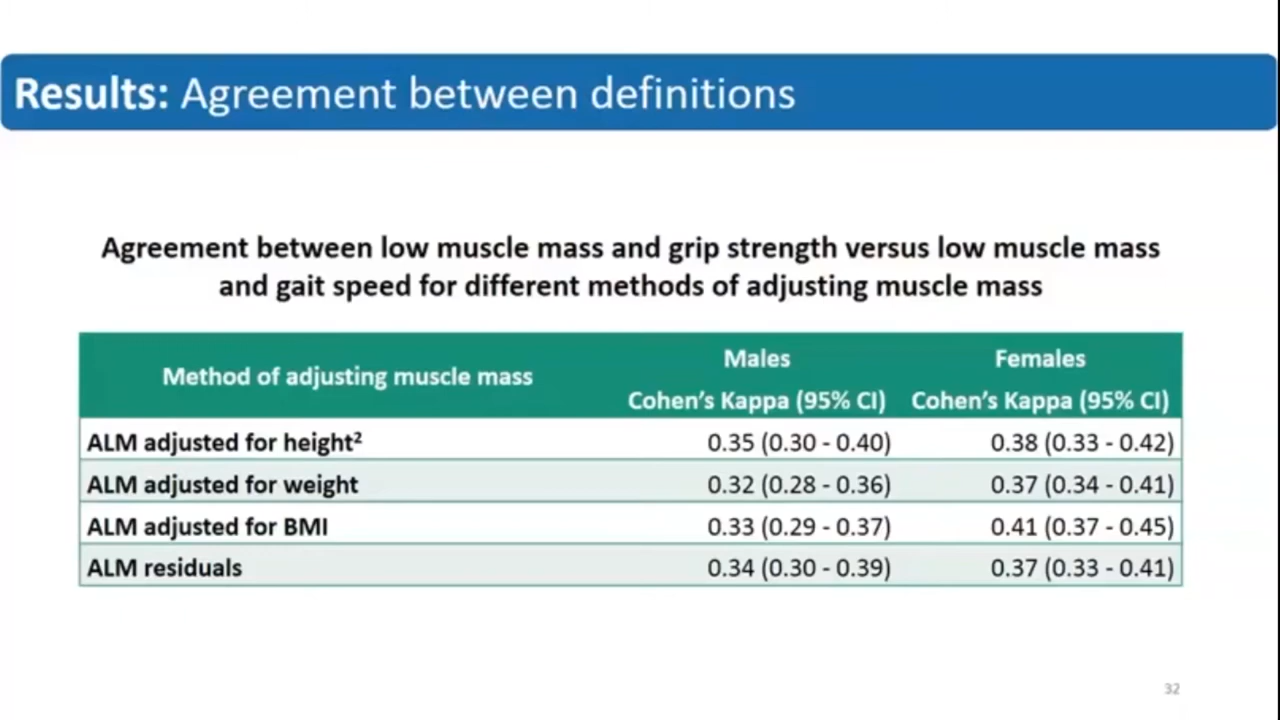 Results: Agreement between definitions
Agreement between low muscle mass and grip strength versus low muscle mass
and gait speed for different methods of adjusting muscle mass
Method of adjusting muscle mass
Males
Cohen's Kappa (95% CI)
Females
Cohen's Kappa (95% CI)
ALM adjusted for height² 0.35 (0.30 - 0.40) 0.38 (0.33 - 0.42)
ALM adjusted for weight 0.32 (0.28 - 0.36) 0.37 (0.34 - 0.41)
ALM adjusted for BMI 0.33 (0.29 - 0.37) 0.41 (0.37 - 0.45)
ALM residuals 0.34 (0.30 - 0.39) 0.37 (0.33 - 0.41)
32